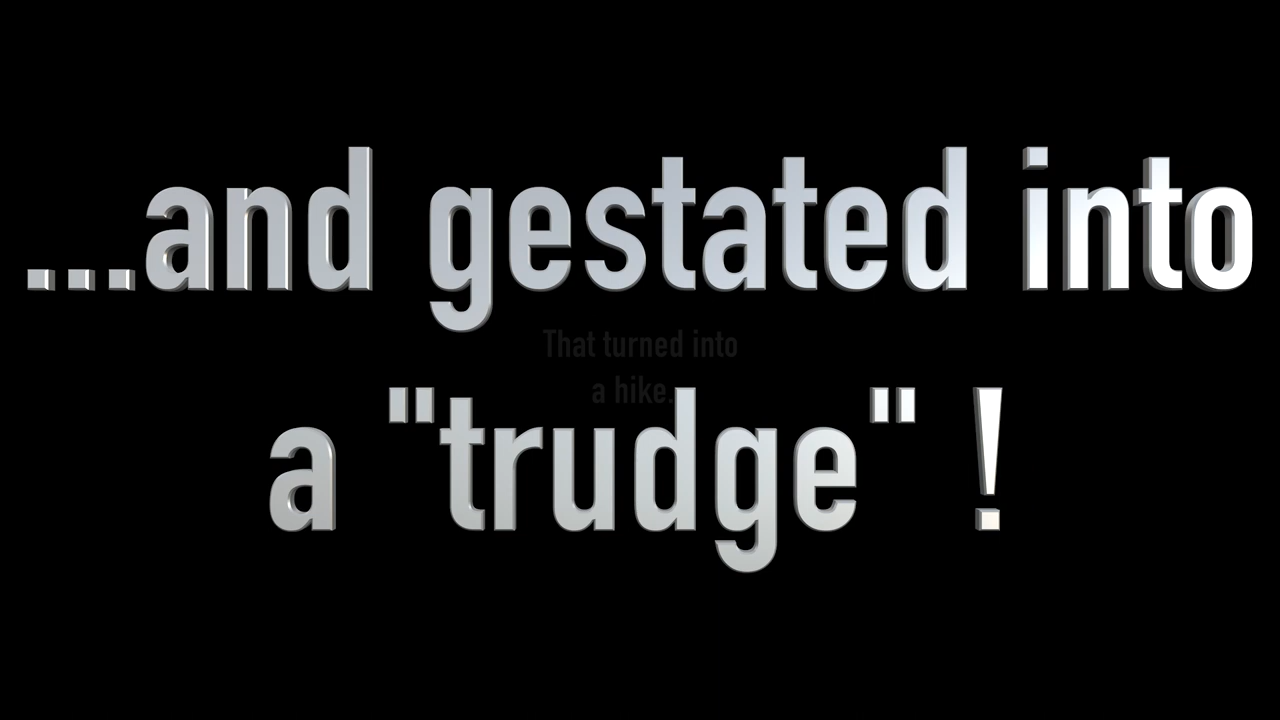 ...and gestated into
That turned into
a hike.
a "trudge" !